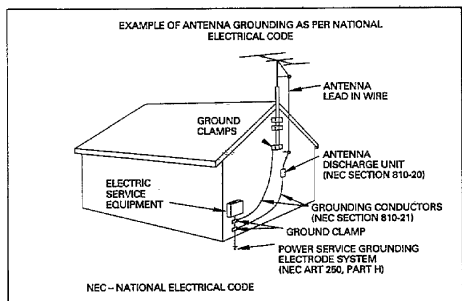 EXAMPLE OF ANTENNA GROUNDING AS PER NATIONAL
ELECTRICAL CODE
ANTENNA
LEAD IN WIRE
GROUND
CLAMPS
ANTENNA
DISCHARGE UNIT
(NEC SECTION 810-20)
ELECTRIC
SERVICE
EQUIPMENT
GROUNDING CONDUCTORS
(NEC SECTION 810-21)
GROUND CLAMP
POWER SERVICE GROUNDING
ELECTRODE SYSTEM
(NEC ART 250, PART H)
NEC – NATIONAL ELECTRICAL CODE